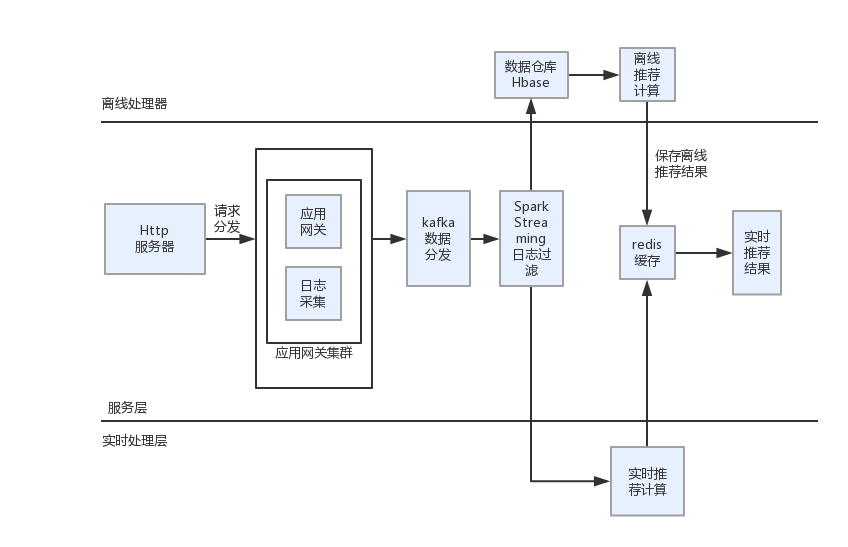 数据仓库
Hbase
离线
推荐
计算
离线处理器
保存离线
推荐结果
Http
服务器
请求
分发
应用
网关
日志
采集
应用网关集群
kafka
数据
分发
Spark
Strea
ming
日志过
滤
redis
缓存
实时
推荐
结果
服务层
实时处理层
实时推
荐计算